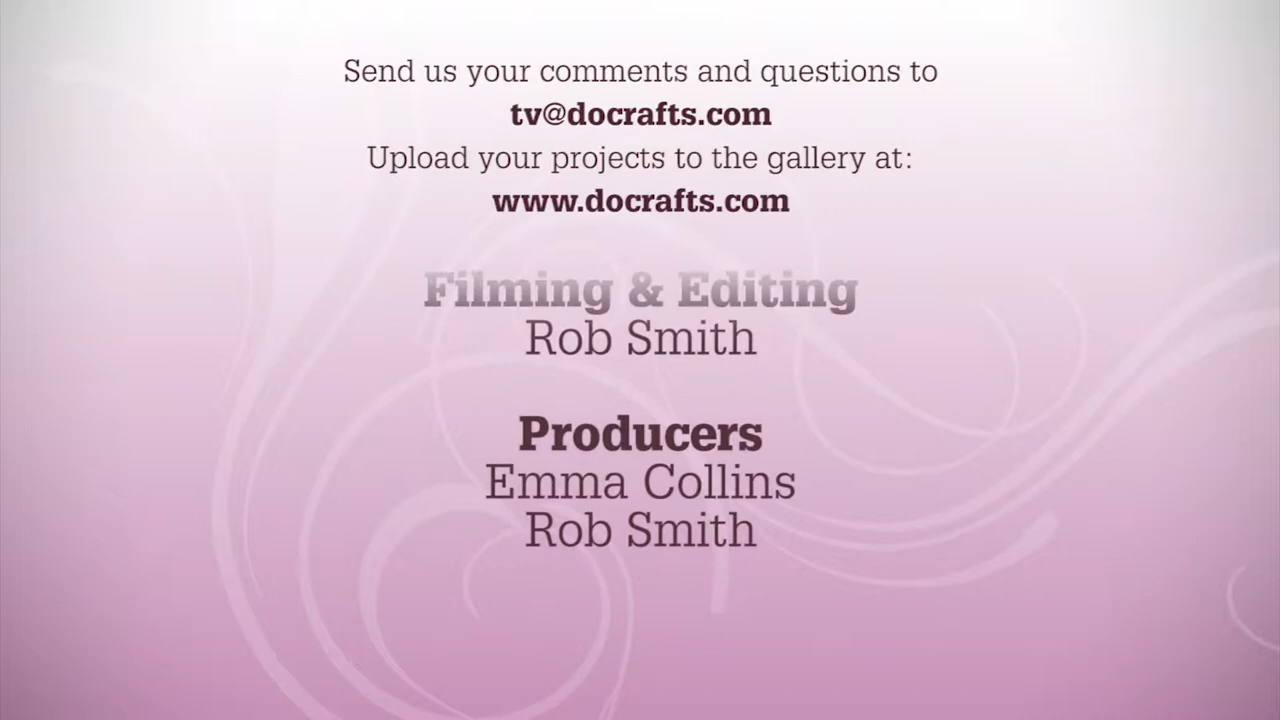 Send us your comments and questions to
tv@docrafts.com
Upload your projects to the gallery at:
www.docrafts.com
Filming & Editing
Rob Smith
Producers
Emma Collins
Rob Smith